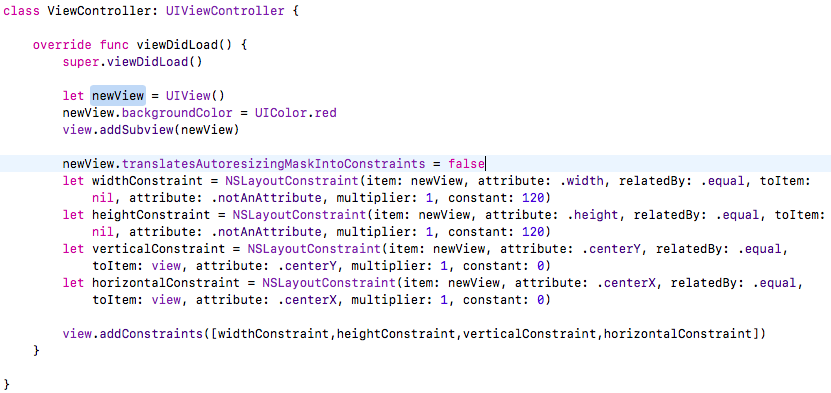 class ViewController: UIViewController {
override func viewDidLoad() {
super.viewDidLoad()
let newView = UIView()
newView.backgroundColor = UIColor.red
view.addSubview(newView)
newView.translatesAutoresizingMaskIntoConstraints = false
let widthConstraint = NSLayoutConstraint(item: newView, attribute: .width, relatedBy: .equal, toItem:
nil, attribute: .notAnAttribute, multiplier: 1, constant: 120)
let heightConstraint = NSLayoutConstraint(item: newView, attribute: .height, relatedBy: .equal, toItem:
nil, attribute: .notAnAttribute, multiplier: 1, constant: 120)
let verticalConstraint = NSLayoutConstraint(item: newView, attribute: .centerY, relatedBy: .equal,
toItem: view, attribute: .centerY, multiplier: 1, constant: 0)
let horizontalConstraint = NSLayoutConstraint(item: newView, attribute: .centerX, relatedBy: .equal,
toItem: view, attribute: .centerX, multiplier: 1, constant: 0)
view.addConstraints([widthConstraint,heightConstraint,verticalConstraint,horizontalConstraint])
}
}